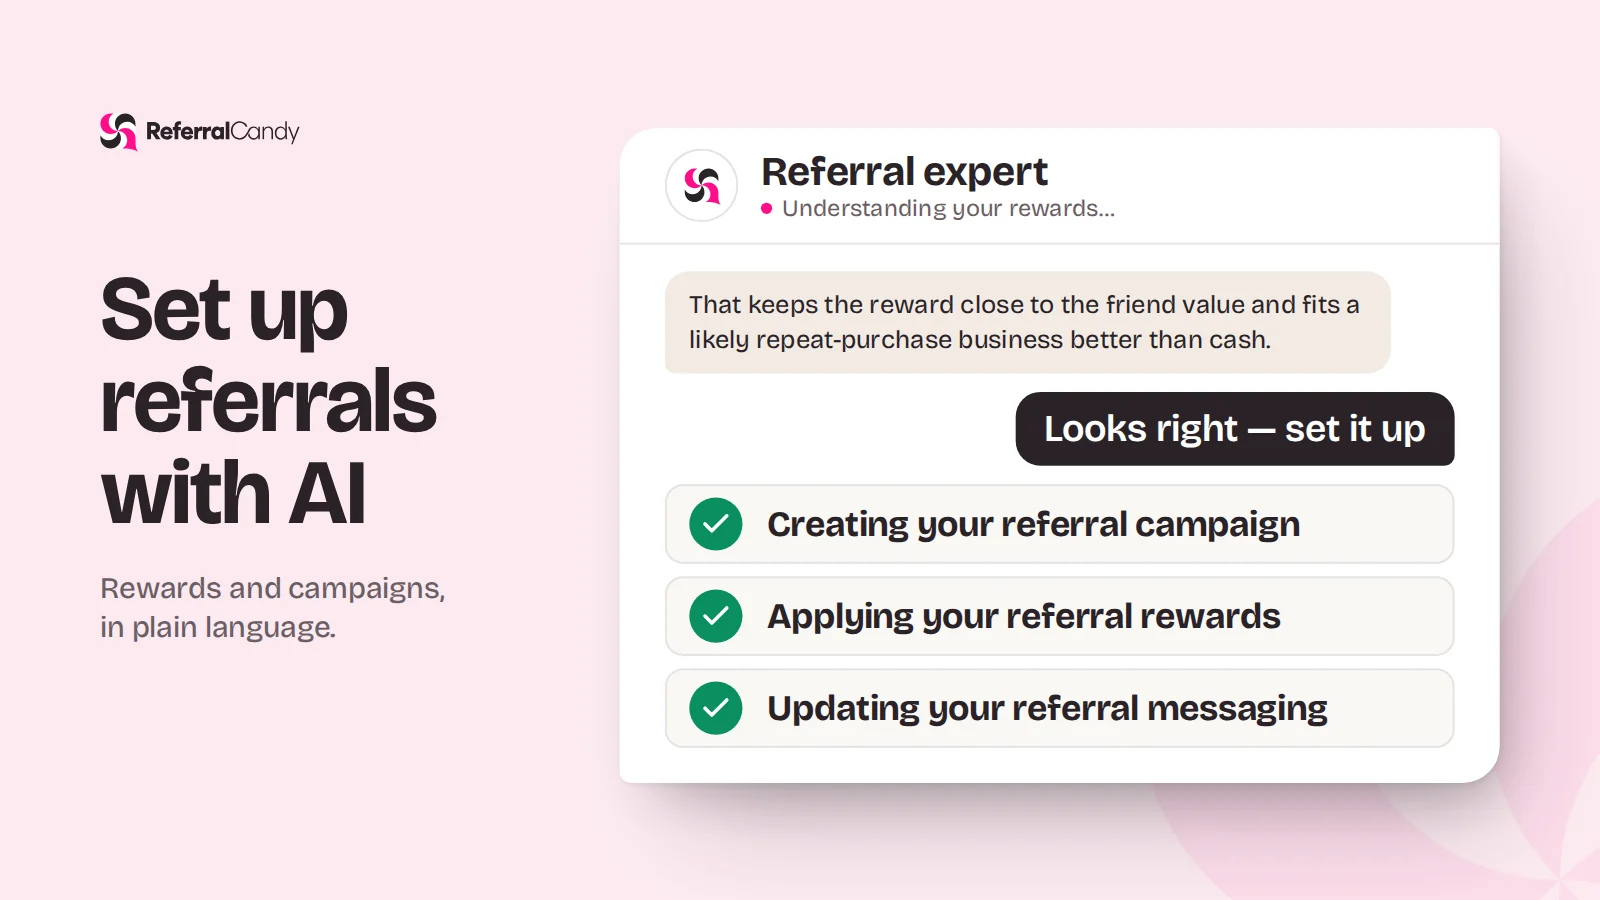 ReferralCandy
Set up
referrals
with AI
Rewards and campaigns,
in plain language.
Referral expert
Understanding your rewards...
That keeps the reward close to the friend value and fits a
likely repeat-purchase business better than cash.
Looks right — set it up
Creating your referral campaign
Applying your referral rewards
Updating your referral messaging